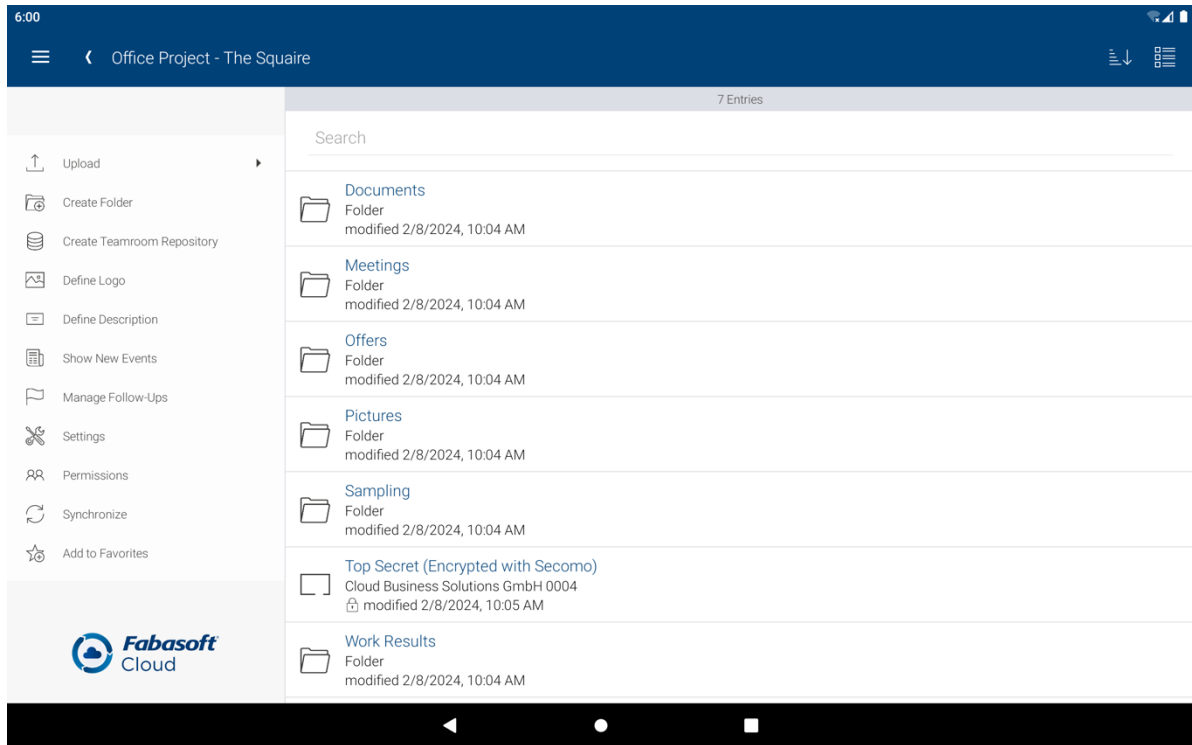 6:00
Office Project - The Squaire
7 Entries
Search
Upload
Create Folder
Create Teamroom Repository
Define Logo
Define Description
Show New Events
Manage Follow-Ups
Settings
Permissions
Synchronize
Add to Favorites
Fabasoft
Cloud
Documents
Folder
modified 2/8/2024, 10:04 AM
Meetings
Folder
modified 2/8/2024, 10:04 AM
Offers
Folder
modified 2/8/2024, 10:04 AM
Pictures
Folder
modified 2/8/2024, 10:04 AM
Sampling
Folder
modified 2/8/2024, 10:04 AM
Top Secret (Encrypted with Secomo)
Cloud Business Solutions GmbH 0004
modified 2/8/2024, 10:05 AM
Work Results
Folder
modified 2/8/2024, 10:04 AM